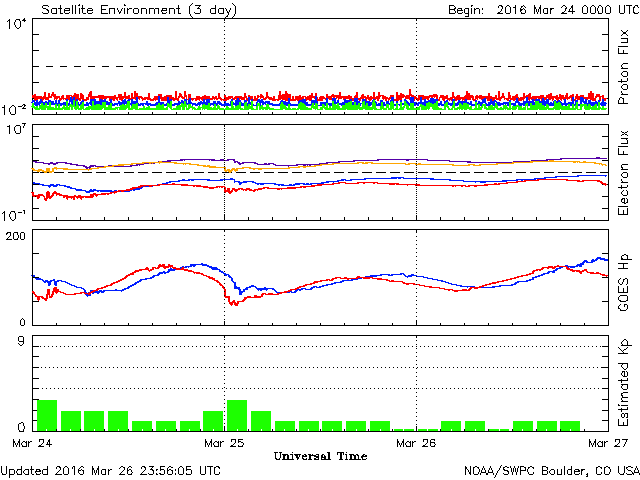 Satellite Environment (3 day) Begin: 2016 Mar 24 0000 UTC
10⁴
Proton Flux
10⁻²
10⁷
Electron Flux
10⁻¹
200
GOES Hp
0
9
Estimated Kp
0
Mar 24 Mar 25 Mar 26 Mar 27
Universal Time
Updated 2016 Mar 26 23:56:05 UTC NOAA/SWPC Boulder, CO USA